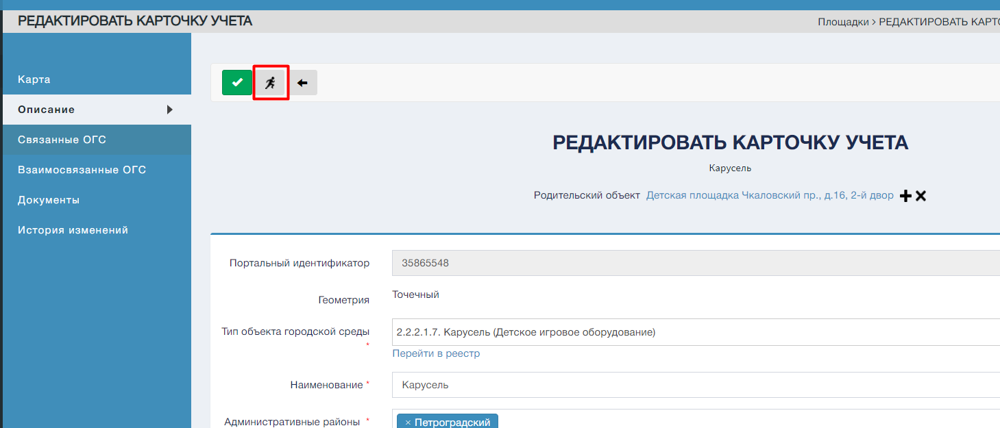 РЕДАКТИРОВАТЬ КАРТОЧКУ УЧЕТА
Площадки > РЕДАКТИРОВАТЬ КАРТО
Карта
Описание
Связанные ОГС
Взаимосвязанные ОГС
Документы
История изменений
РЕДАКТИРОВАТЬ КАРТОЧКУ УЧЕТА
Карусель
Родительский объект Детская площадка Чкаловский пр., д.16, 2-й двор
Портальный идентификатор 35865548
Геометрия Точечный
Тип объекта городской среды * 2.2.2.1.7. Карусель (Детское игровое оборудование)
Перейти в реестр
Наименование * Карусель
Административные районы * × Петроградский